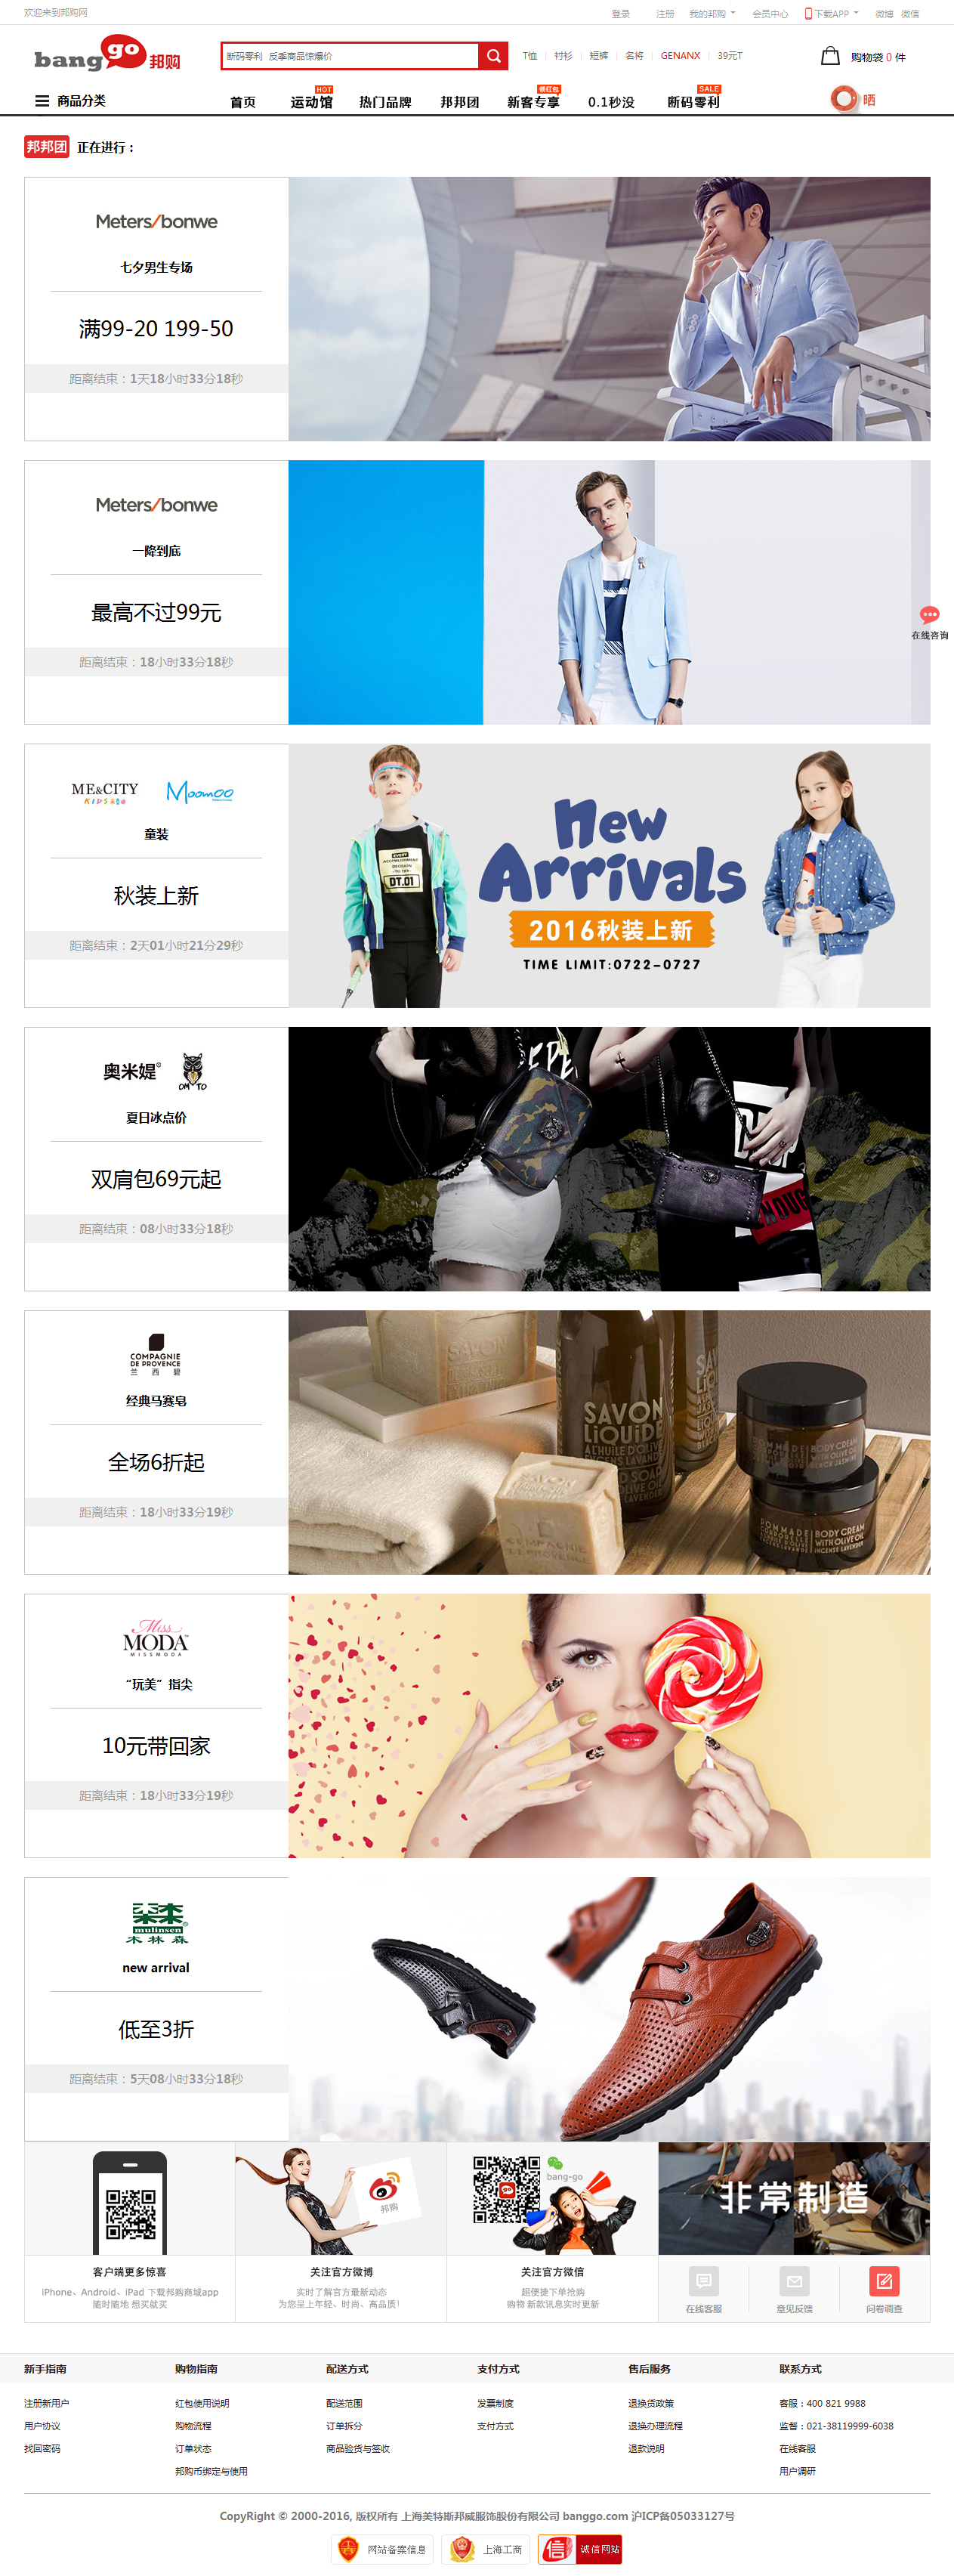 欢迎来到邦购网
登录 注册 我的邦购 会员中心 下载APP 微博 微信
bang go 邦购
断码零利 反季商品惊爆价
T恤 | 衬衫 | 短裤 | 名将 | GENANX | 39元T
购物袋 0 件
商品分类
首页 运动馆 HOT 热门品牌 邦邦团 新客专享 领红包 0.1秒没 断码零利 SALE
晒
邦邦团 正在进行：
Meters/bonwe
七夕男生专场
满99-20 199-50
距离结束：1天18小时33分18秒
Meters/bonwe
一降到底
最高不过99元
距离结束：18小时33分18秒
在线咨询
ME&CITY
KIDS
Moomoo
童装
秋装上新
距离结束：2天01小时21分29秒
EVERY
ACCOMPLISHMENT
DECISION
TO TRY
DT.01
New
Arrivals
2016秋装上新
TIME LIMIT:0722-0727
奥米媞
OMTO
夏日冰点价
双肩包69元起
距离结束：08小时33分18秒
COMPAGNIE
DE PROVENCE
兰 西 碧
经典马赛皂
全场6折起
距离结束：18小时33分19秒
SAVON
LIQUIDE
POMMADE
BODY CREAM
WITH OLIVE OIL
BLACK JASMINE
POMMADE
BODY CREAM
WITH OLIVE OIL
INCENSE LAVENDER
Miss
MODA
MISSMODA
“玩美”指尖
10元带回家
距离结束：18小时33分19秒
mulinsen
木林森
new arrival
低至3折
距离结束：5天08小时33分18秒
邦购
bang-go
非常制造
客户端更多惊喜
iPhone、Android、iPad 下载邦购商城app
随时随地 想买就买
关注官方微博
实时了解官方最新动态
为您呈上年轻、时尚、高品质！
关注官方微信
超便捷下单抢购
购物 新款讯息实时更新
在线客服 意见反馈 问卷调查
新手指南 购物指南 配送方式 支付方式 售后服务 联系方式
注册新用户 红包使用说明 配送范围 发票制度 退换货政策 客服：400 821 9988
用户协议 购物流程 订单拆分 支付方式 退换办理流程 监督：021-38119999-6038
找回密码 订单状态 商品验货与签收 退款说明 在线客服
邦购币绑定与使用 用户调研
CopyRight © 2000-2016, 版权所有 上海美特斯邦威服饰股份有限公司 banggo.com 沪ICP备05033127号
网站备案信息 上海工商 信 诚信网站